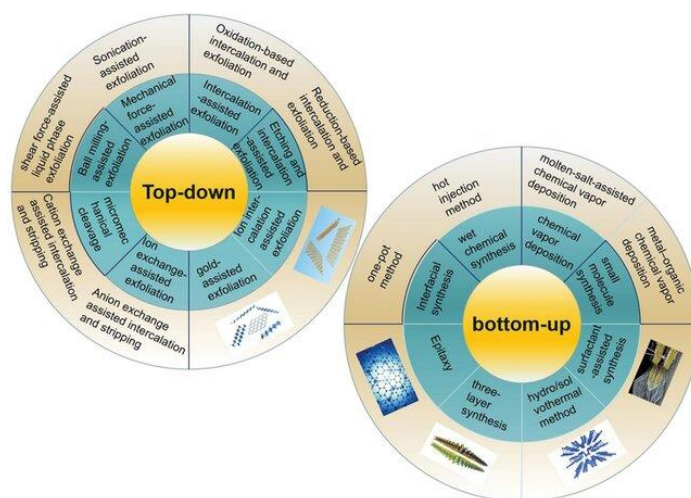 Sonication-
assisted
exfoliation
Oxidation-based
intercalation and
exfoliation
Reduction-based
intercalation and
exfoliation
shear force-assisted
liquid phase
exfoliation
Mechanical
force-
assisted
exfoliation
Intercalation
-assisted
exfoliation
Etching and
intercalation
-assisted
exfoliation
Ball milling-
assisted
exfoliation
Top-down
micromec
hanical
cleavage
Ion
exchange-
assisted
exfoliation
gold-
assisted
exfoliation
Ion inter-
calation
assisted
exfoliation
Cation exchange
assisted intercalation
and stripping
Anion exchange
assisted intercalation
and stripping
hot
injection
method
molten-salt-assisted
chemical vapor
deposition
one-pot
method
metal-organic
chemical vapor
deposition
wet
chemical
synthesis
chemical
vapor
deposition
Interfacial
synthesis
small
molecule
synthesis
bottom-up
Epitaxy
three-
layer
synthesis
hydro/sol
vothermal
method
surfactant
-assisted
synthesis